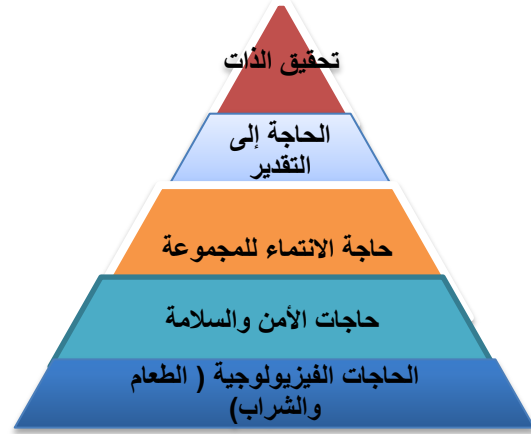 تحقيق الذات
الحاجة إلى
التقدير
حاجة الانتماء للمجموعة
حاجات الأمن والسلامة
الحاجات الفيزيولوجية ( الطعام
والشراب)